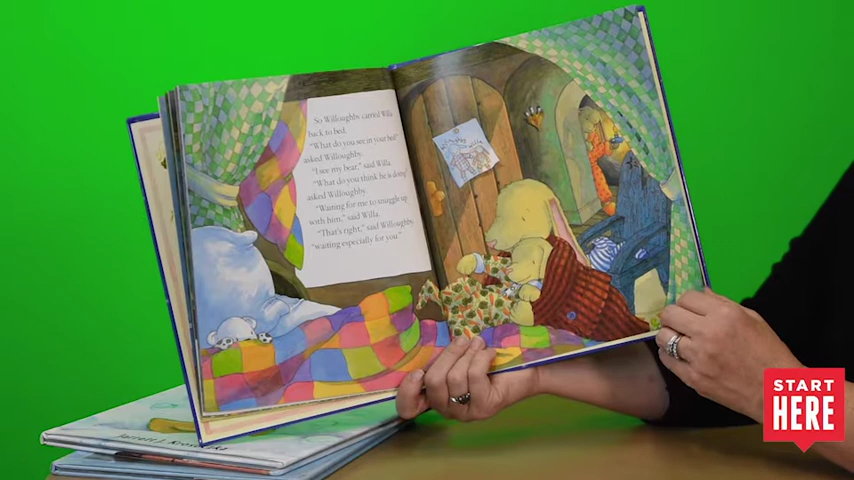 So Willoughby carried Willa
back to bed.
"What do you see in your bed?"
asked Willoughby.
"I see my bear," said Willa.
"What do you think he is doing?"
asked Willoughby.
"Waiting for me to snuggle up
with him," said Willa.
"That's right," said Willoughby,
"waiting especially for you."
START
HERE